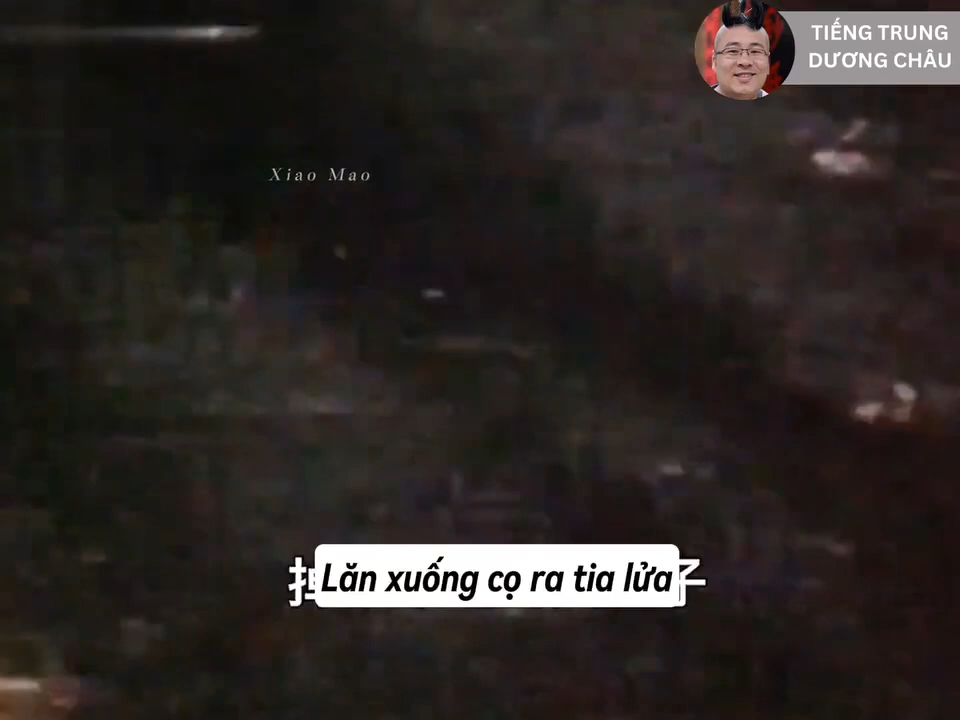 TIẾNG TRUNG
DƯƠNG CHÂU
Xiao Mao
Lăn xuống cọ ra tia lửa